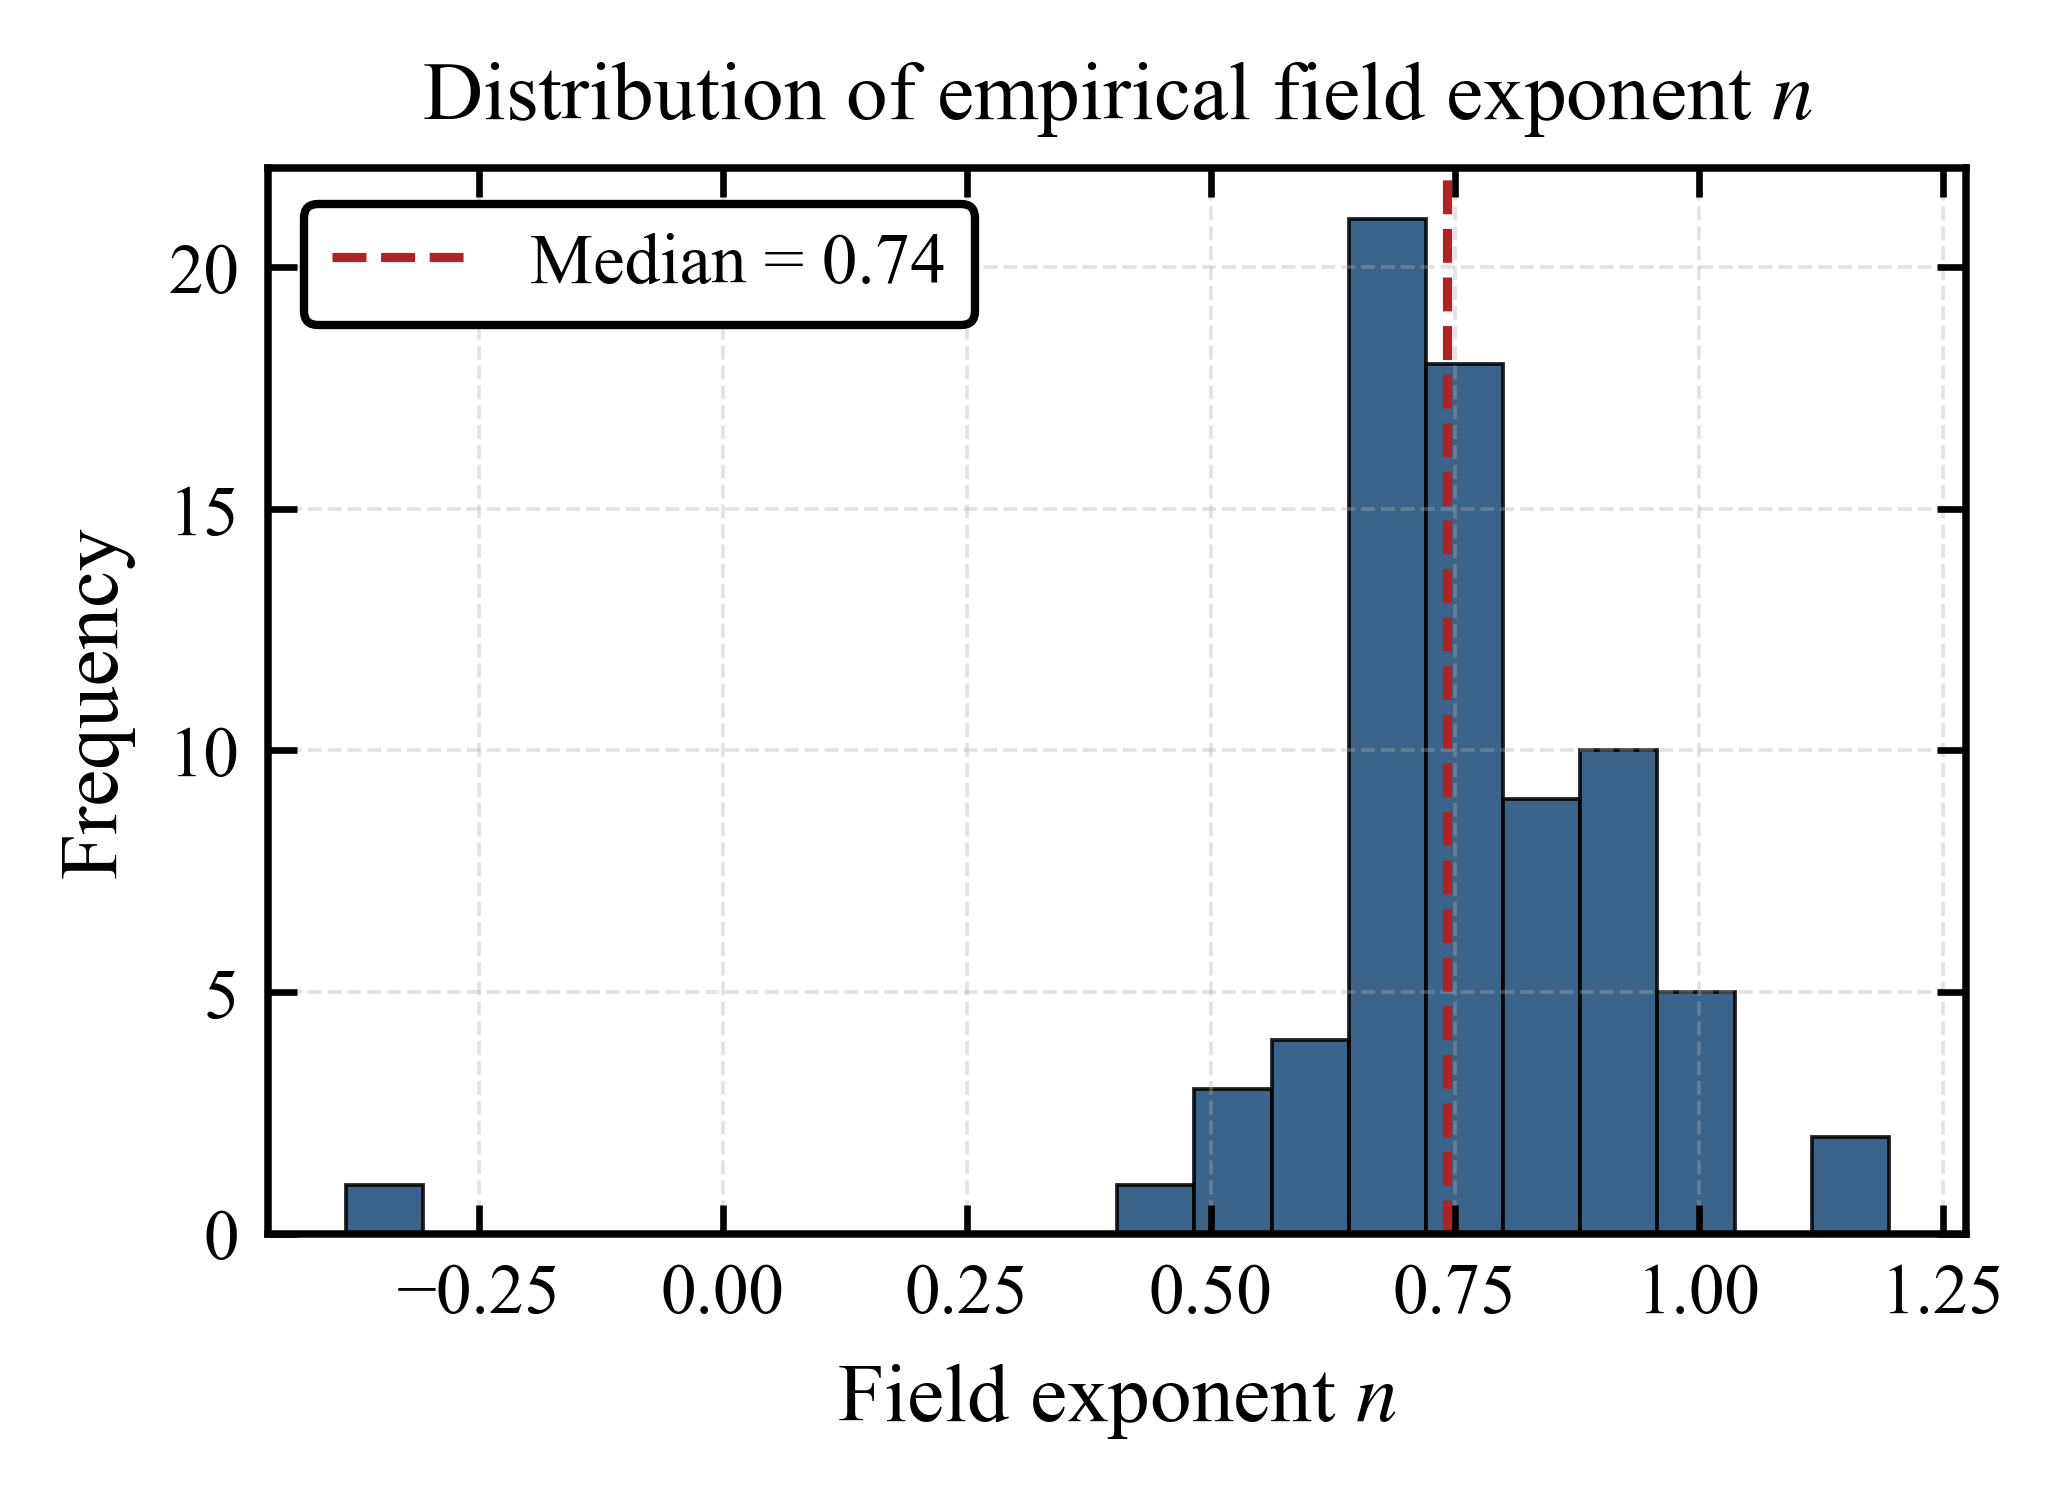 Distribution of empirical field exponent n
Median = 0.74
20
15
10
5
0
Frequency
−0.25 0.00 0.25 0.50 0.75 1.00 1.25
Field exponent n